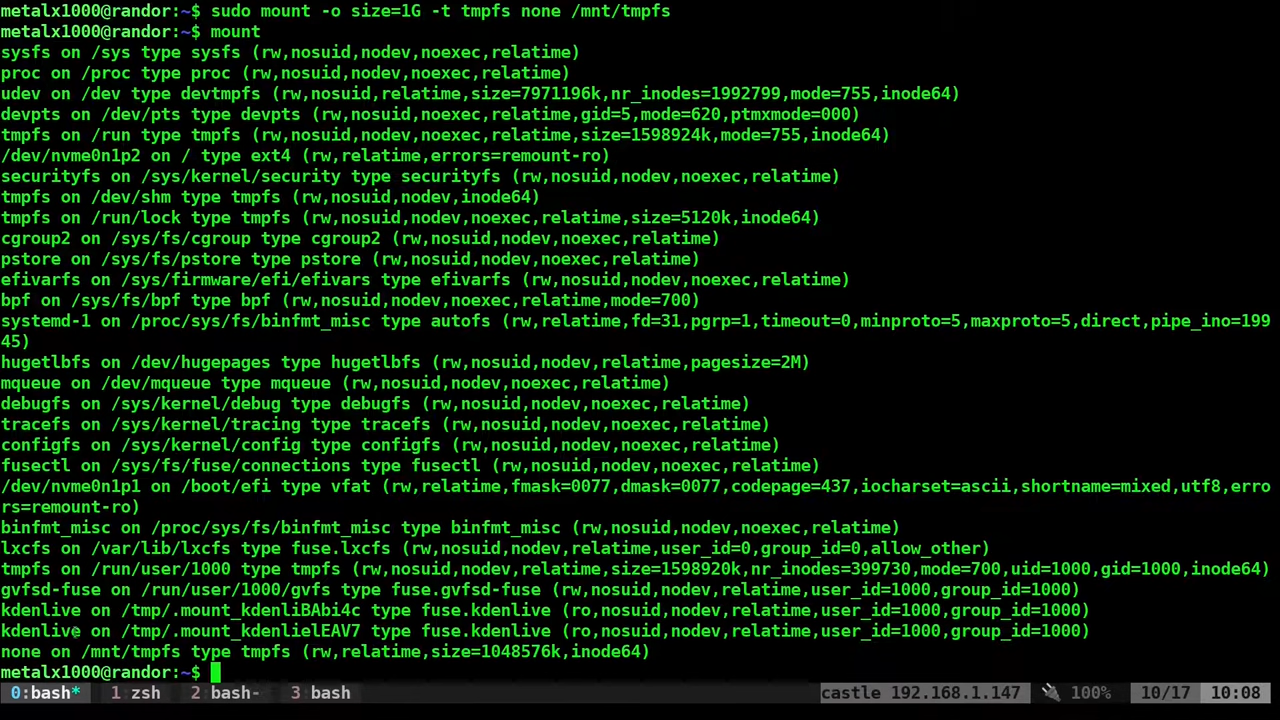 metalx1000@randor:~$ sudo mount -o size=1G -t tmpfs none /mnt/tmpfs
metalx1000@randor:~$ mount
sysfs on /sys type sysfs (rw,nosuid,nodev,noexec,relatime)
proc on /proc type proc (rw,nosuid,nodev,noexec,relatime)
udev on /dev type devtmpfs (rw,nosuid,relatime,size=7971196k,nr_inodes=1992799,mode=755,inode64)
devpts on /dev/pts type devpts (rw,nosuid,noexec,relatime,gid=5,mode=620,ptmxmode=000)
tmpfs on /run type tmpfs (rw,nosuid,nodev,noexec,relatime,size=1598924k,mode=755,inode64)
/dev/nvme0n1p2 on / type ext4 (rw,relatime,errors=remount-ro)
securityfs on /sys/kernel/security type securityfs (rw,nosuid,nodev,noexec,relatime)
tmpfs on /dev/shm type tmpfs (rw,nosuid,nodev,inode64)
tmpfs on /run/lock type tmpfs (rw,nosuid,nodev,noexec,relatime,size=5120k,inode64)
cgroup2 on /sys/fs/cgroup type cgroup2 (rw,nosuid,nodev,noexec,relatime)
pstore on /sys/fs/pstore type pstore (rw,nosuid,nodev,noexec,relatime)
efivarfs on /sys/firmware/efi/efivars type efivarfs (rw,nosuid,nodev,noexec,relatime)
bpf on /sys/fs/bpf type bpf (rw,nosuid,nodev,noexec,relatime,mode=700)
systemd-1 on /proc/sys/fs/binfmt_misc type autofs (rw,relatime,fd=31,pgrp=1,timeout=0,minproto=5,maxproto=5,direct,pipe_ino=199
45)
hugetlbfs on /dev/hugepages type hugetlbfs (rw,nosuid,nodev,relatime,pagesize=2M)
mqueue on /dev/mqueue type mqueue (rw,nosuid,nodev,noexec,relatime)
debugfs on /sys/kernel/debug type debugfs (rw,nosuid,nodev,noexec,relatime)
tracefs on /sys/kernel/tracing type tracefs (rw,nosuid,nodev,noexec,relatime)
configfs on /sys/kernel/config type configfs (rw,nosuid,nodev,noexec,relatime)
fusectl on /sys/fs/fuse/connections type fusectl (rw,nosuid,nodev,noexec,relatime)
/dev/nvme0n1p1 on /boot/efi type vfat (rw,relatime,fmask=0077,dmask=0077,codepage=437,iocharset=ascii,shortname=mixed,utf8,erro
rs=remount-ro)
binfmt_misc on /proc/sys/fs/binfmt_misc type binfmt_misc (rw,nosuid,nodev,noexec,relatime)
lxcfs on /var/lib/lxcfs type fuse.lxcfs (rw,nosuid,nodev,relatime,user_id=0,group_id=0,allow_other)
tmpfs on /run/user/1000 type tmpfs (rw,nosuid,nodev,relatime,size=1598920k,nr_inodes=399730,mode=700,uid=1000,gid=1000,inode64)
gvfsd-fuse on /run/user/1000/gvfs type fuse.gvfsd-fuse (rw,nosuid,nodev,relatime,user_id=1000,group_id=1000)
kdenlive on /tmp/.mount_kdenliBAbi4c type fuse.kdenlive (ro,nosuid,nodev,relatime,user_id=1000,group_id=1000)
kdenlive on /tmp/.mount_kdenlielEAV7 type fuse.kdenlive (ro,nosuid,nodev,relatime,user_id=1000,group_id=1000)
none on /mnt/tmpfs type tmpfs (rw,relatime,size=1048576k,inode64)
metalx1000@randor:~$
0:bash* 1 zsh 2 bash- 3 bash castle 192.168.1.147 100% 10/17 10:08